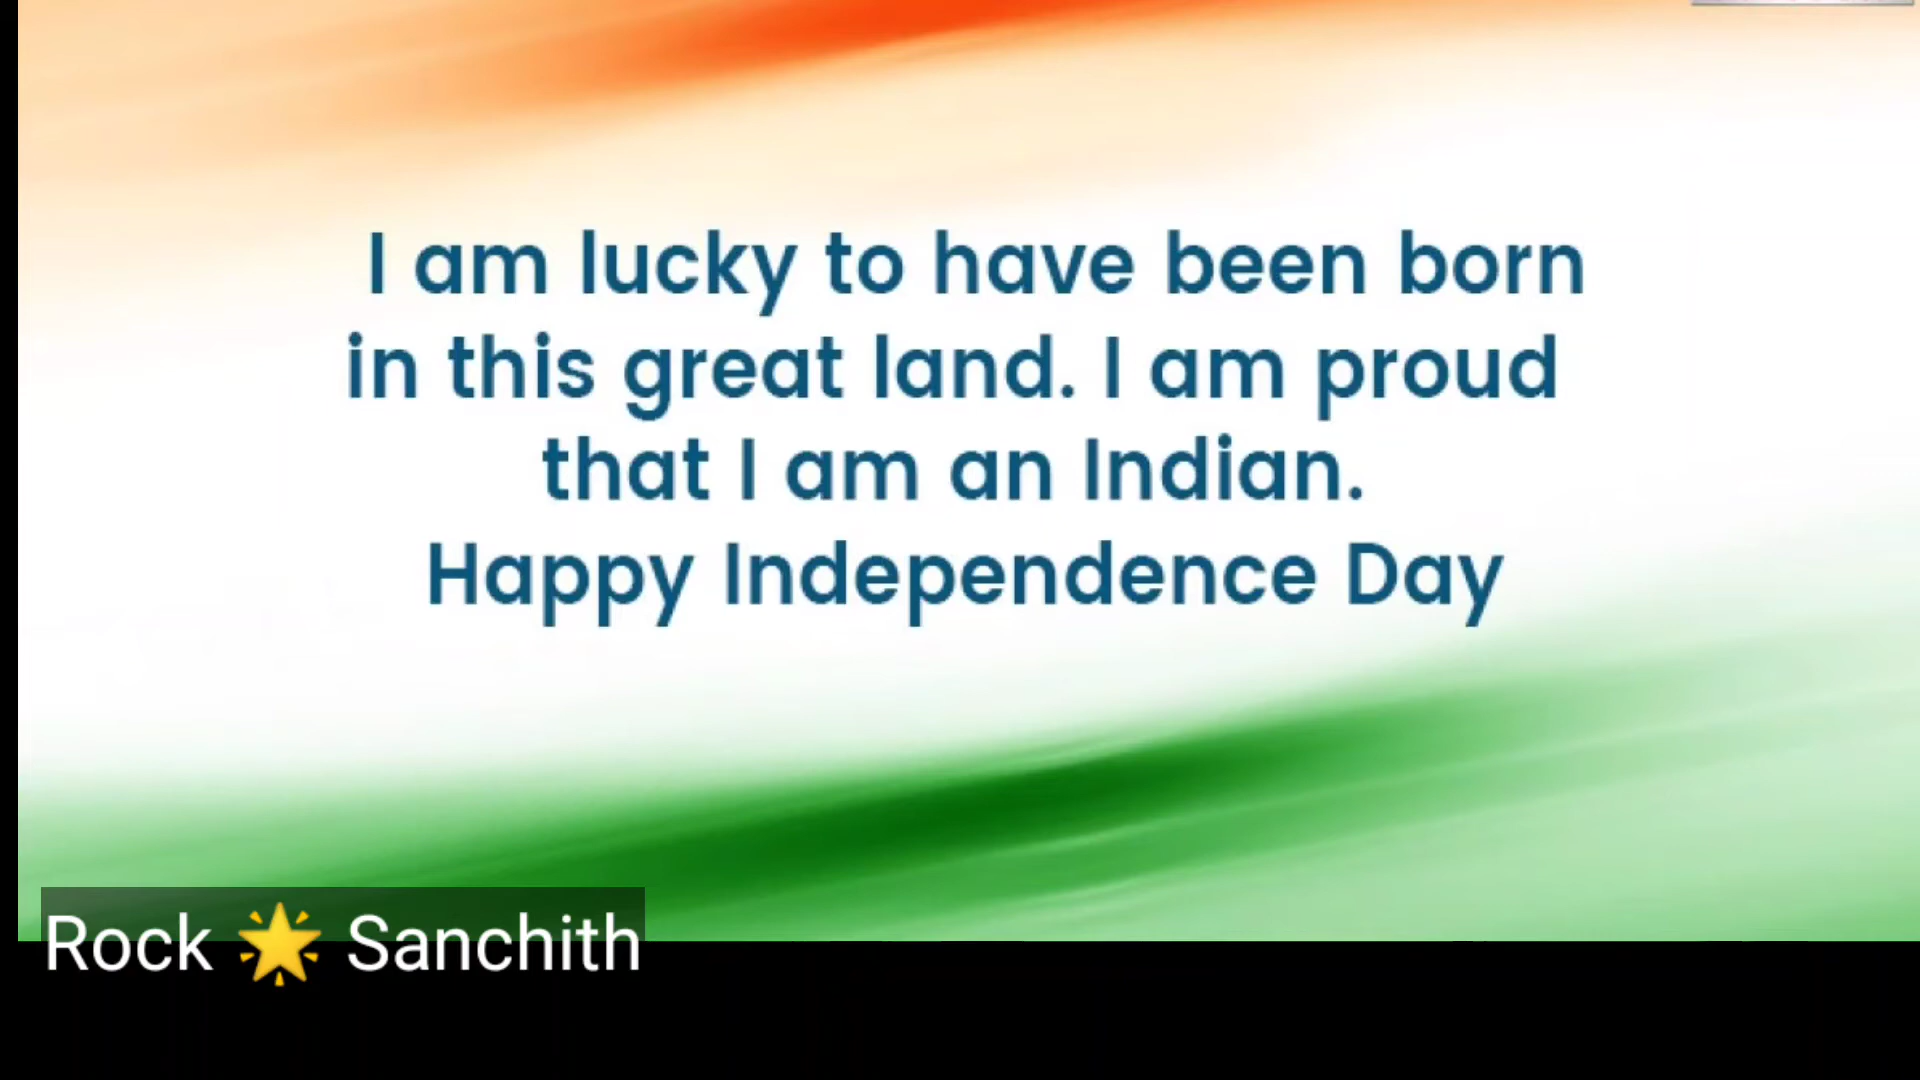 I am lucky to have been born
in this great land. I am proud
that I am an Indian.
Happy Independence Day
Rock 🌟 Sanchith